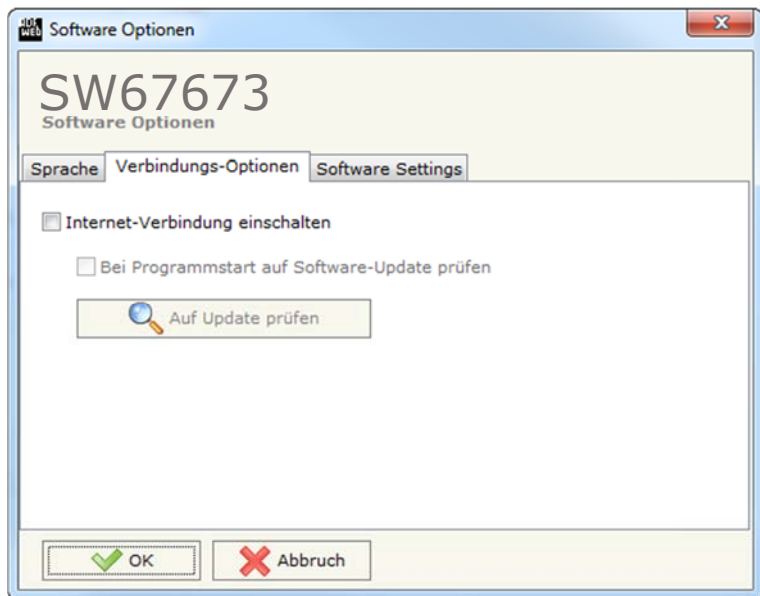 Software Optionen
SW67673
Software Optionen
Sprache Verbindungs-Optionen Software Settings
Internet-Verbindung einschalten
Bei Programmstart auf Software-Update prüfen
Auf Update prüfen
OK Abbruch